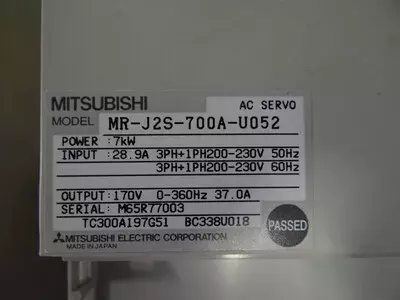 MITSUBISHI
AC SERVO
MODEL MR-J2S-700A-U052
POWER :7kW
INPUT :28.9A 3PH+1PH200-230V 50Hz
3PH+1PH200-230V 60Hz
OUTPUT:170V 0-360Hz 37.0A
SERIAL: M65R77003
TC300A197G51 BC338U018
PASSED
MITSUBISHI ELECTRIC CORPORATION
MADE IN JAPAN